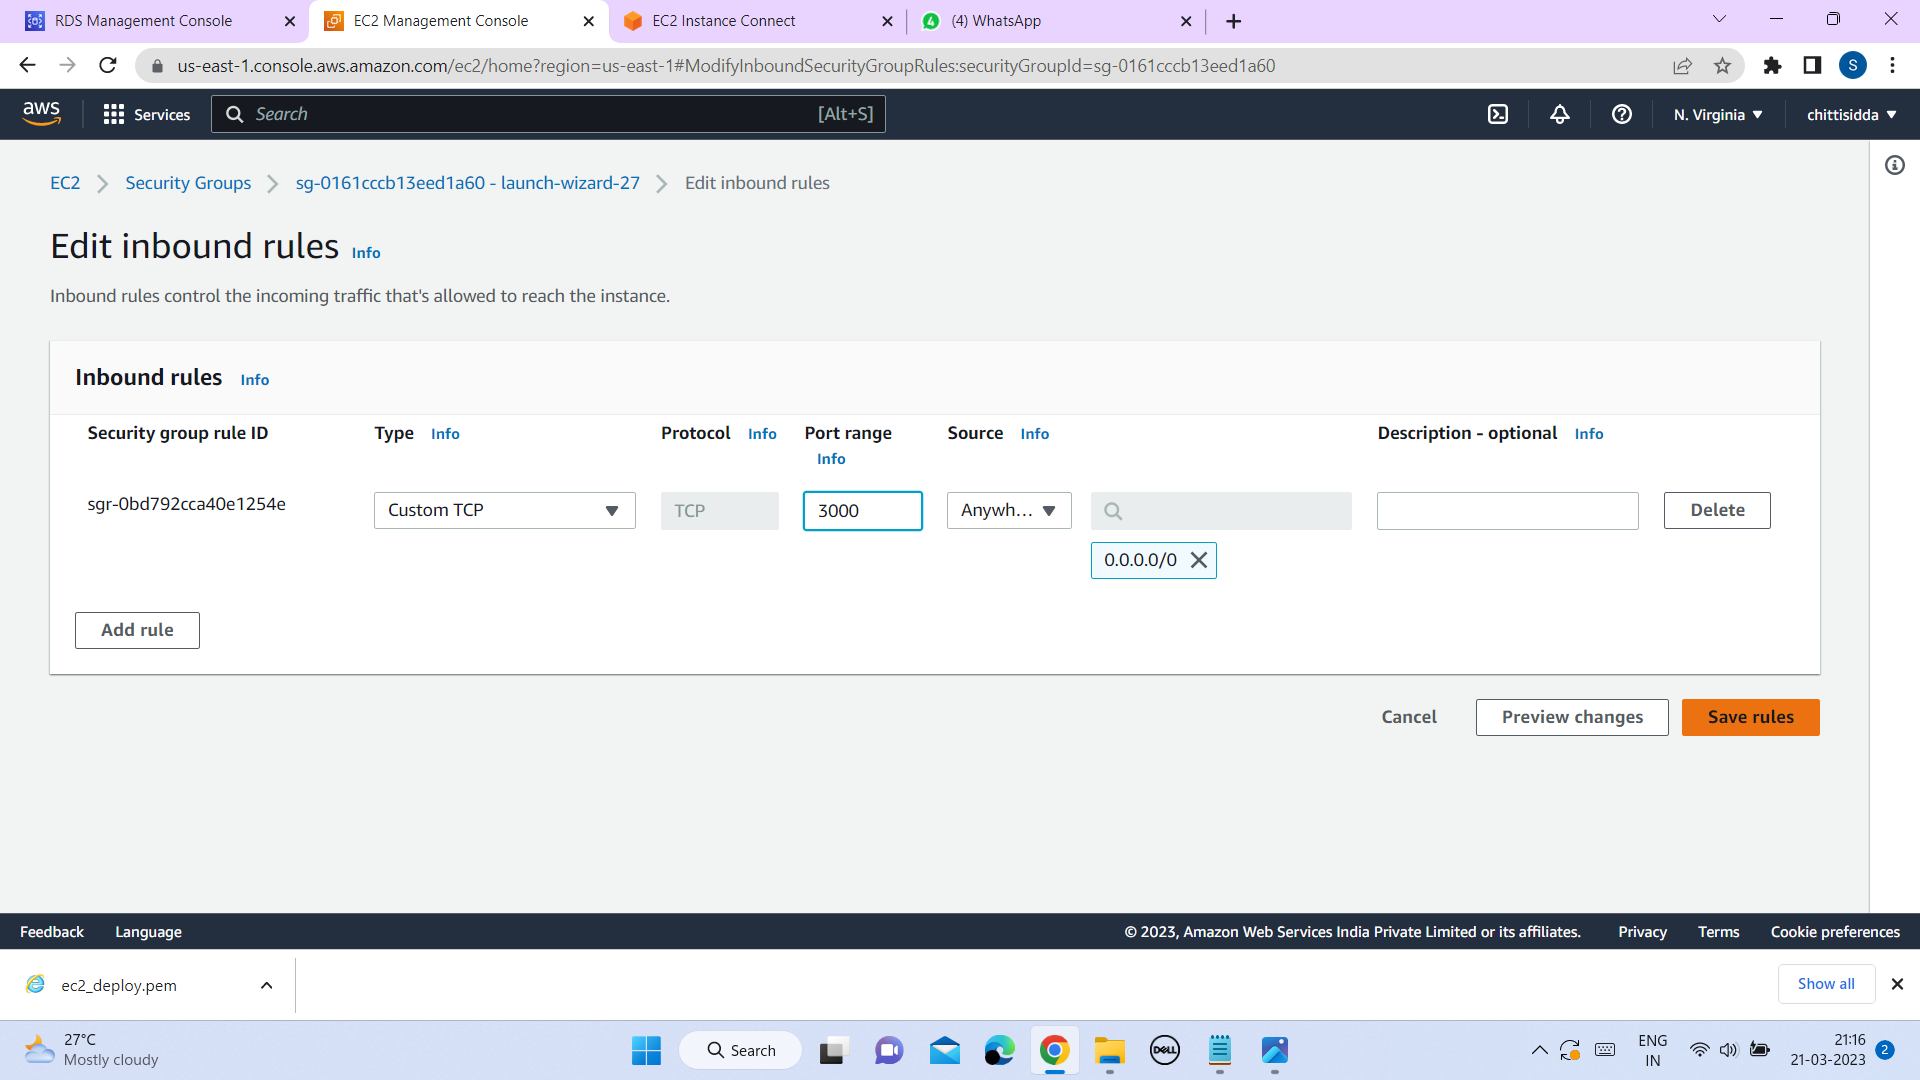 RDS Management Console
EC2 Management Console
EC2 Instance Connect
4
(4) WhatsApp
us-east-1.console.aws.amazon.com/ec2/home?region=us-east-1#ModifyInboundSecurityGroupRules:securityGroupId=sg-0161cccb13eed1a60
S
aws
Services
Search
[Alt+S]
N. Virginia
chittisidda
EC2
Security Groups
sg-0161cccb13eed1a60 - launch-wizard-27
Edit inbound rules
Edit inbound rules Info
Inbound rules control the incoming traffic that's allowed to reach the instance.
Inbound rules Info
Security group rule ID
Type Info
Protocol Info
Port range
Info
Source Info
Description - optional Info
sgr-0bd792cca40e1254e
Custom TCP
TCP
3000
Anywh...
Delete
0.0.0.0/0
Add rule
Cancel
Preview changes
Save rules
Feedback
Language
© 2023, Amazon Web Services India Private Limited or its affiliates.
Privacy
Terms
Cookie preferences
ec2_deploy.pem
Show all
27°C
Mostly cloudy
Search
DELL
ENG
IN
21:16
21-03-2023
2